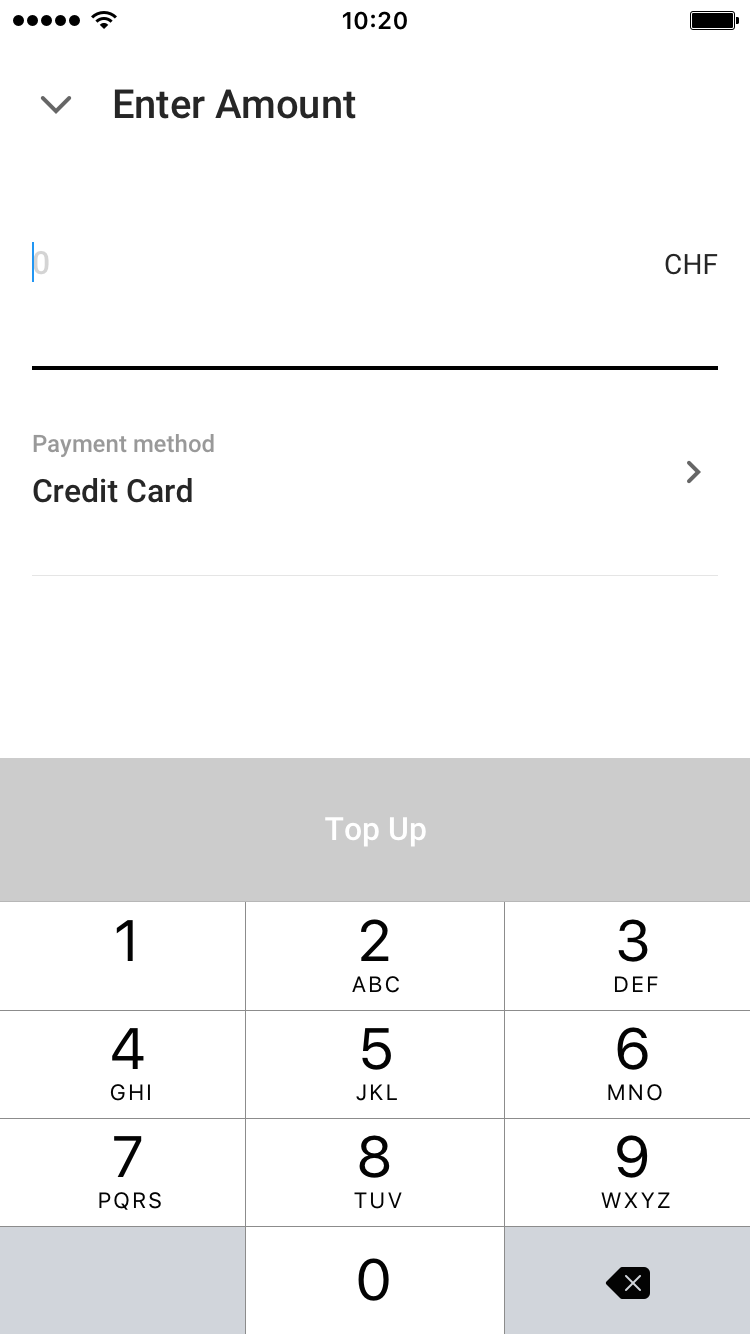 10:20
Enter Amount
0 CHF
Payment method
Credit Card
Top Up
1 2 3
ABC DEF
4 5 6
GHI JKL MNO
7 8 9
PQRS TUV WXYZ
0